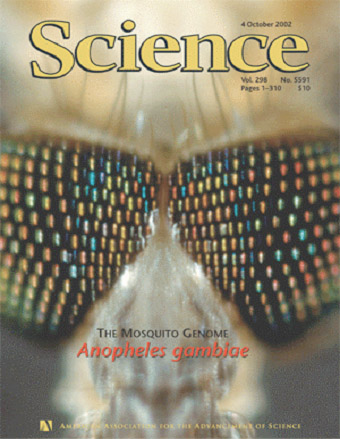 4 October 2002
Science
Vol. 298 No. 5591
Pages 1–310 $10
THE MOSQUITO GENOME
Anopheles gambiae
AMERICAN ASSOCIATION FOR THE ADVANCEMENT OF SCIENCE